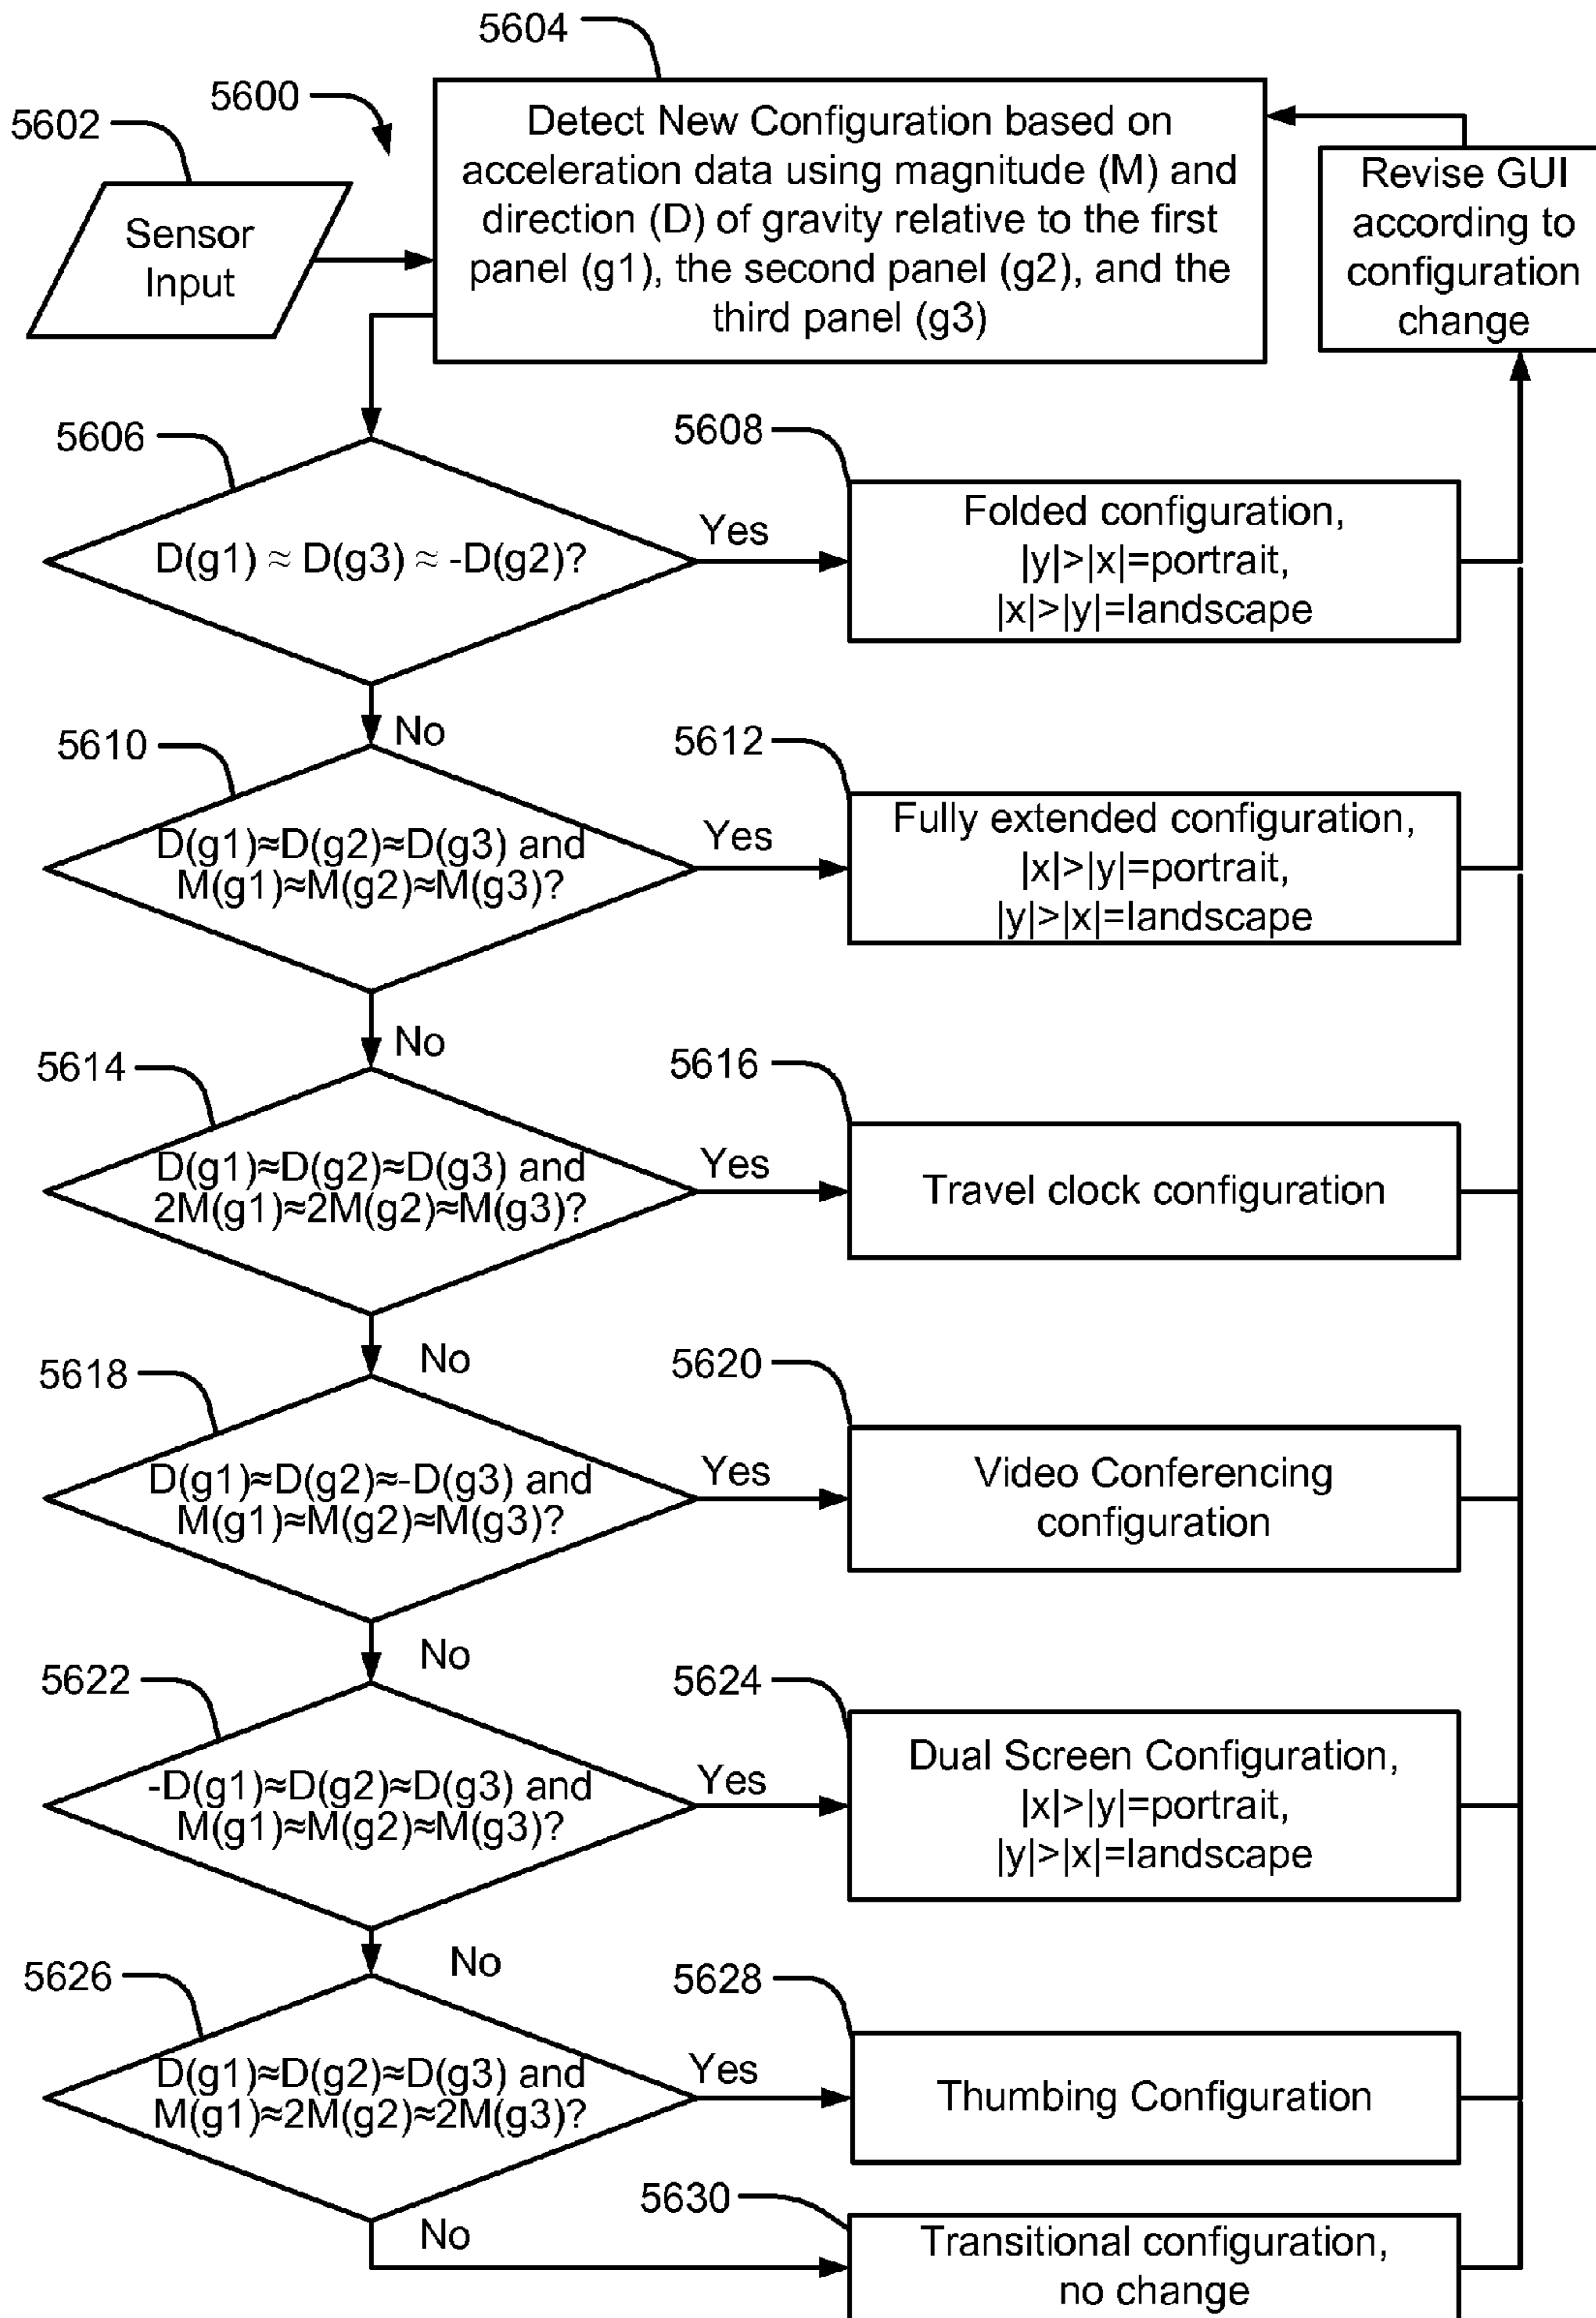 5604
5600
5602
Detect New Configuration based on
acceleration data using magnitude (M) and
direction (D) of gravity relative to the first
panel (g1), the second panel (g2), and the
third panel (g3)
Revise GUI
according to
configuration
change
Sensor
Input
5606
D(g1) ≈ D(g3) ≈ -D(g2)?
Yes
5608
Folded configuration,
|y|>|x|=portrait,
|x|>|y|=landscape
No
5610
D(g1)≈D(g2)≈D(g3) and
M(g1)≈M(g2)≈M(g3)?
Yes
5612
Fully extended configuration,
|x|>|y|=portrait,
|y|>|x|=landscape
No
5614
D(g1)≈D(g2)≈D(g3) and
2M(g1)≈2M(g2)≈M(g3)?
Yes
5616
Travel clock configuration
No
5618
D(g1)≈D(g2)≈-D(g3) and
M(g1)≈M(g2)≈M(g3)?
Yes
5620
Video Conferencing
configuration
No
5622
-D(g1)≈D(g2)≈D(g3) and
M(g1)≈M(g2)≈M(g3)?
Yes
5624
Dual Screen Configuration,
|x|>|y|=portrait,
|y|>|x|=landscape
No
5626
D(g1)≈D(g2)≈D(g3) and
M(g1)≈2M(g2)≈2M(g3)?
Yes
5628
Thumbing Configuration
No
5630
Transitional configuration,
no change